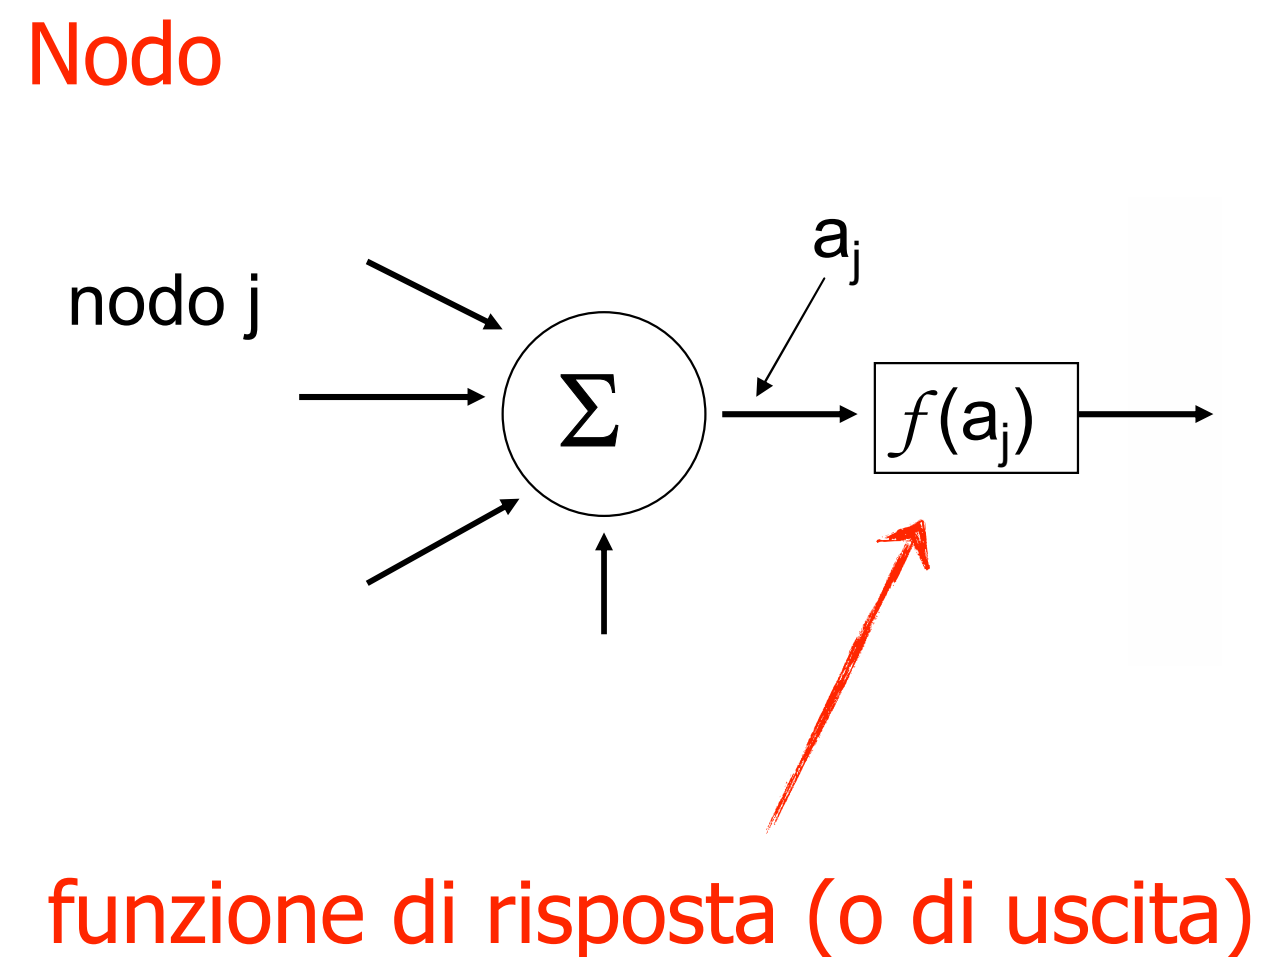 Nodo
aj
nodo j
Σ
f(aj)
funzione di risposta (o di uscita)